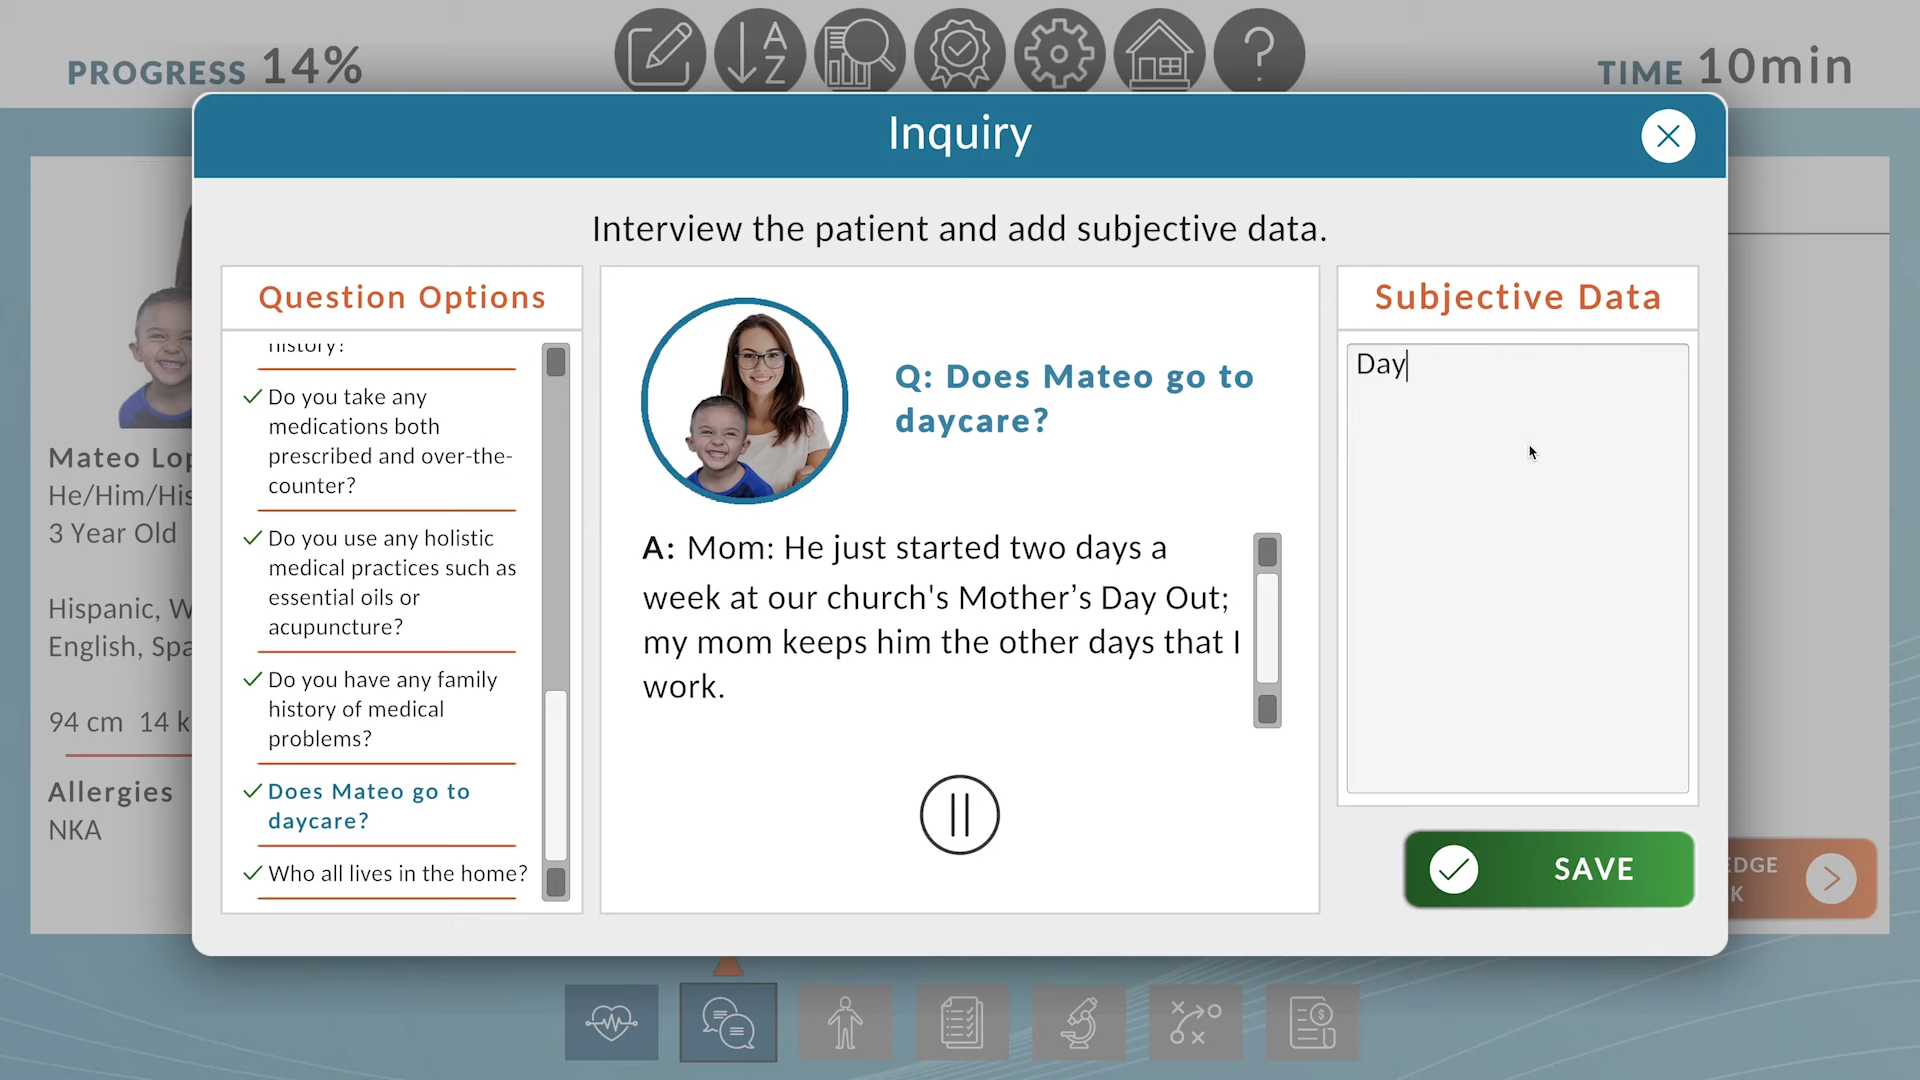 PROGRESS 14%
A
Z
?
TIME 10min
Inquiry
Interview the patient and add subjective data.
Mateo Lop
He/Him/His
3 Year Old
Hispanic, W
English, Spa
94 cm 14 k
Allergies
NKA
Question Options
history?
Do you take any
medications both
prescribed and over-the-
counter?
Do you use any holistic
medical practices such as
essential oils or
acupuncture?
Do you have any family
history of medical
problems?
Does Mateo go to
daycare?
Who all lives in the home?
Q: Does Mateo go to
daycare?
A: Mom: He just started two days a
week at our church's Mother’s Day Out;
my mom keeps him the other days that I
work.
Subjective Data
Day
SAVE
EDGE
K